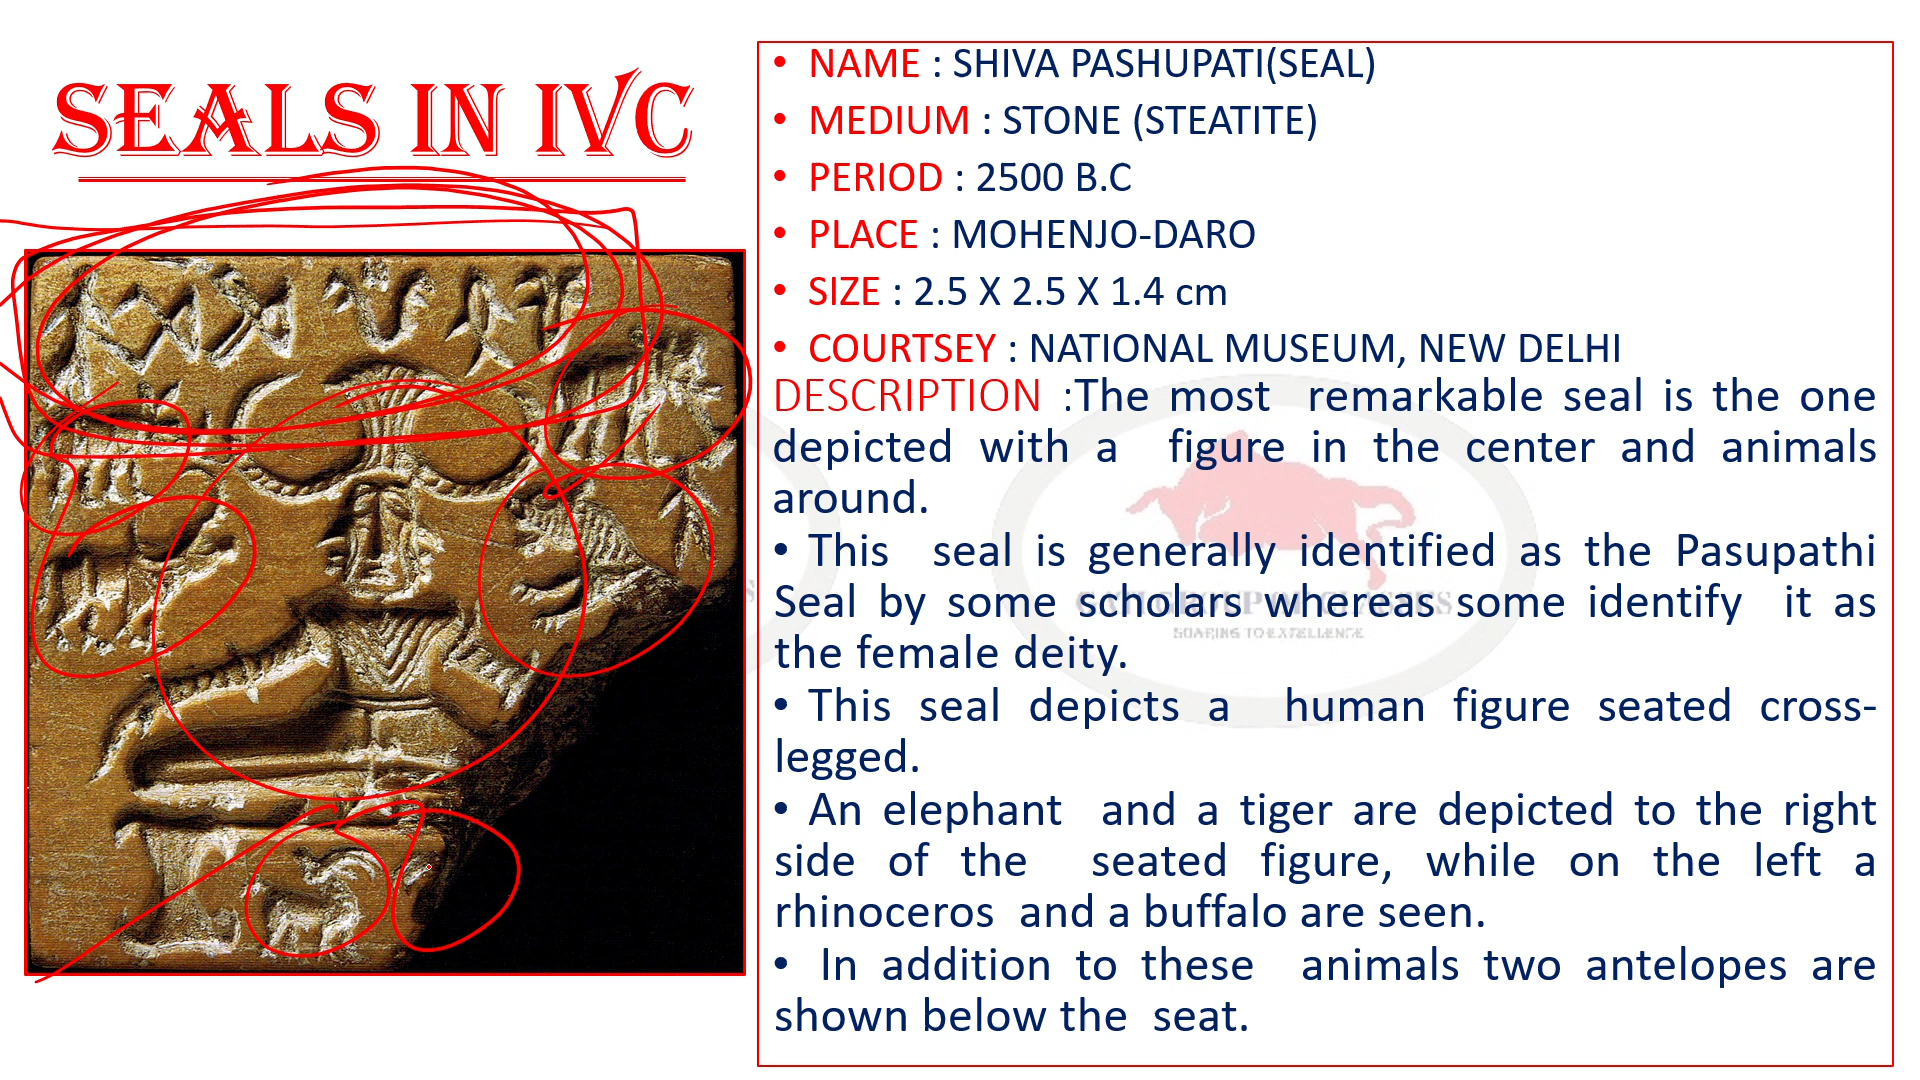 SEALS IN IVC
• NAME : SHIVA PASHUPATI(SEAL)
• MEDIUM : STONE (STEATITE)
• PERIOD : 2500 B.C
• PLACE : MOHENJO-DARO
• SIZE : 2.5 X 2.5 X 1.4 cm
• COURTSEY : NATIONAL MUSEUM, NEW DELHI
DESCRIPTION :The most remarkable seal is the one
depicted with a figure in the center and animals
around.
• This seal is generally identified as the Pasupathi
Seal by some scholars whereas some identify it as
the female deity.
• This seal depicts a human figure seated cross-
legged.
• An elephant and a tiger are depicted to the right
side of the seated figure, while on the left a
rhinoceros and a buffalo are seen.
• In addition to these animals two antelopes are
shown below the seat.
SOARING TO EXCELLENCE